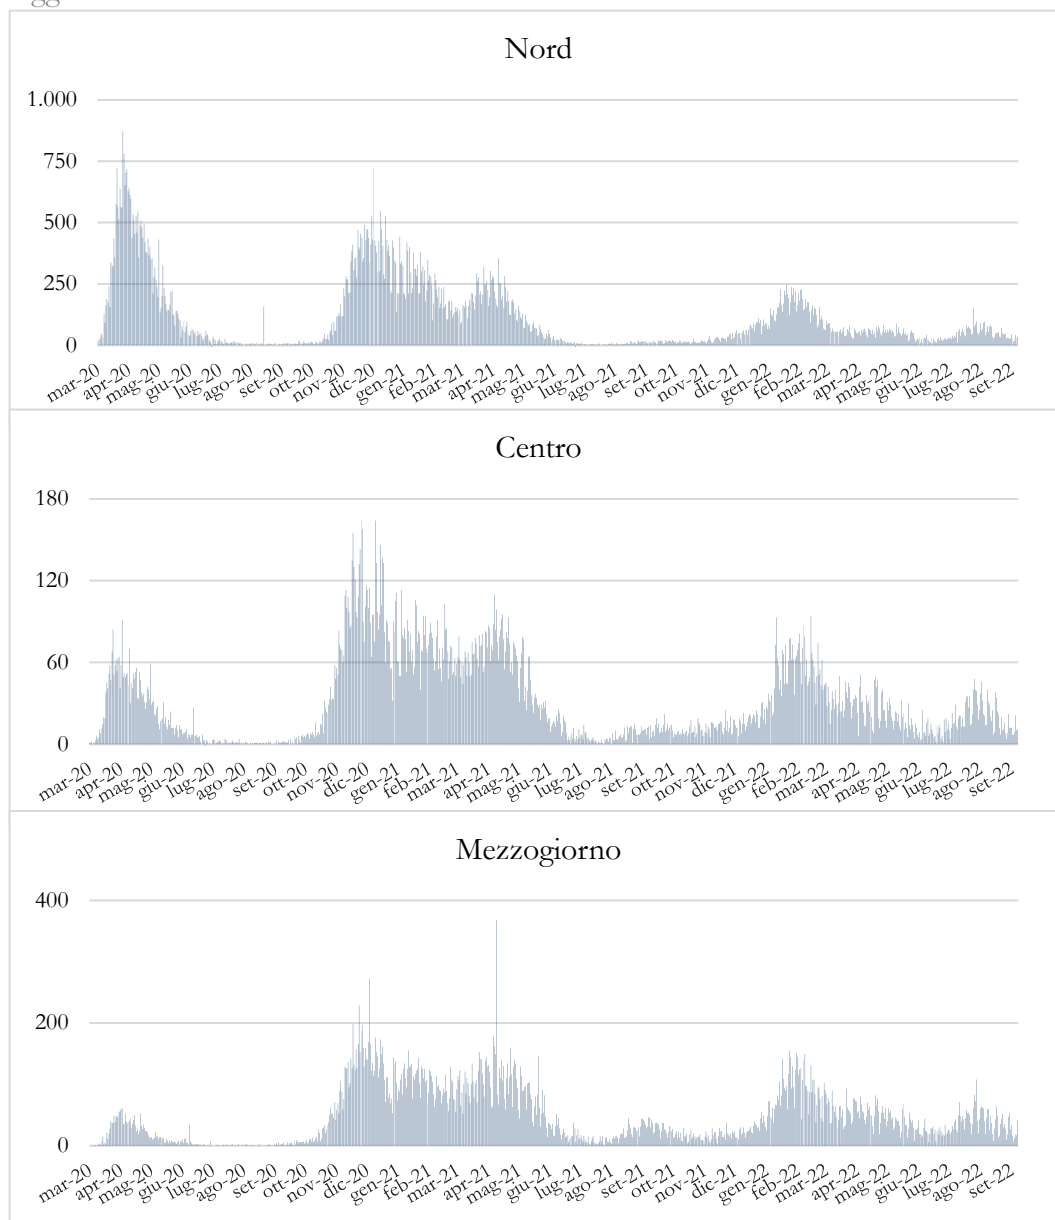 Nord
1.000
750
500
250
0
mar-20 apr-20 mag-20 giu-20 lug-20 ago-20 set-20 ott-20 nov-20 dic-20 gen-21 feb-21 mar-21 apr-21 mag-21 giu-21 lug-21 ago-21 set-21 ott-21 nov-21 dic-21 gen-22 feb-22 mar-22 apr-22 mag-22 giu-22 lug-22 ago-22 set-22
Centro
180
120
60
0
mar-20 apr-20 mag-20 giu-20 lug-20 ago-20 set-20 ott-20 nov-20 dic-20 gen-21 feb-21 mar-21 apr-21 mag-21 giu-21 lug-21 ago-21 set-21 ott-21 nov-21 dic-21 gen-22 feb-22 mar-22 apr-22 mag-22 giu-22 lug-22 ago-22 set-22
Mezzogiorno
400
200
0
mar-20 apr-20 mag-20 giu-20 lug-20 ago-20 set-20 ott-20 nov-20 dic-20 gen-21 feb-21 mar-21 apr-21 mag-21 giu-21 lug-21 ago-21 set-21 ott-21 nov-21 dic-21 gen-22 feb-22 mar-22 apr-22 mag-22 giu-22 lug-22 ago-22 set-22